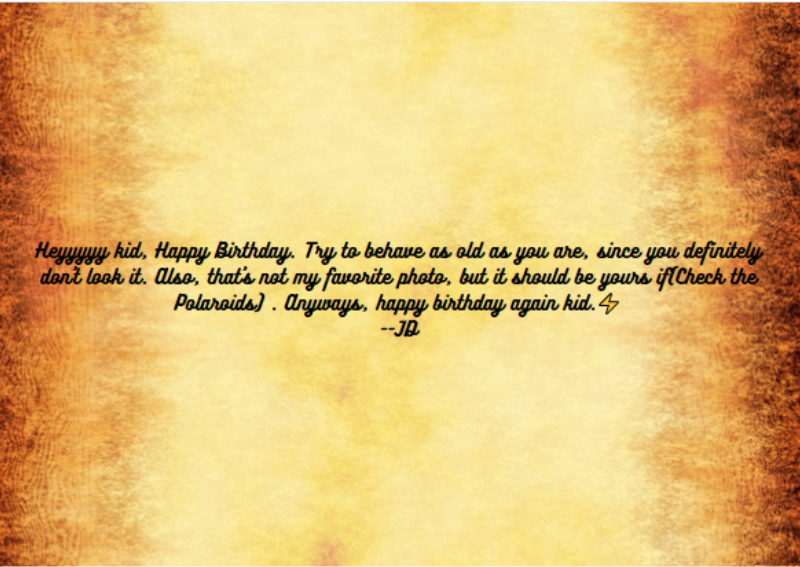 Heyyyyy kid, Happy Birthday. Try to behave as old as you are, since you definitely
don't look it. Also, that's not my favorite photo, but it should be yours if(Check the
Polaroids) . Anyways, happy birthday again kid.⚡
--JD